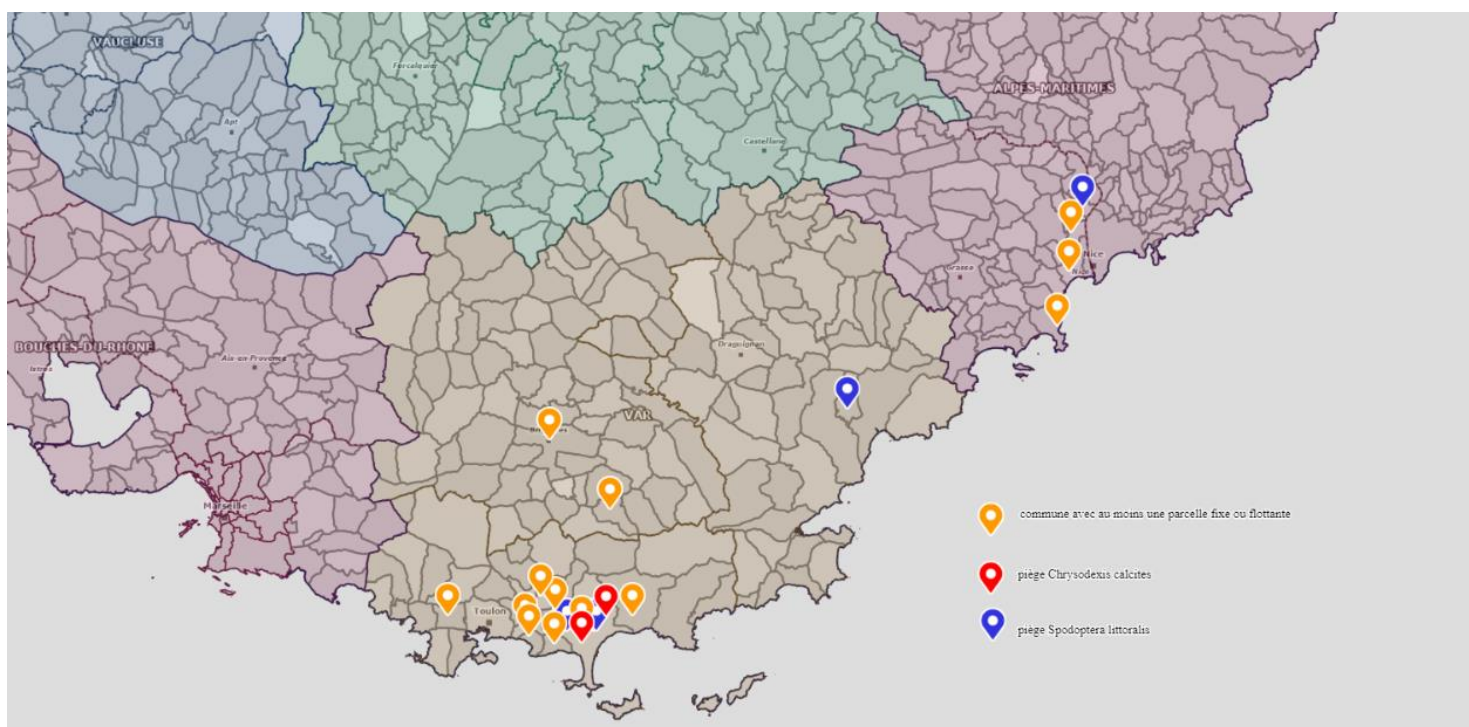 VAUCLUSE
Forcalquier
ALPES-MARITIMES
Apt
Castellane
Nice
Grasse
Nice
BOUCHES-DU-RHONE
Istres
Aix-en-Provence
Draguignan
VAR
Marseille
Toulon
commune avec au moins une parcelle fixe ou flottante
piège Chrysodexis calcites
piège Spodoptera littoralis